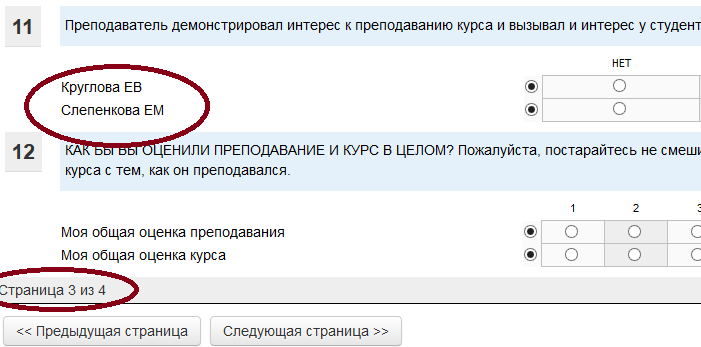 11 Преподаватель демонстрировал интерес к преподаванию курса и вызывал и интерес у студент
НЕТ
Круглова ЕВ
Слепенкова ЕМ
12 КАК БЫ ВЫ ОЦЕНИЛИ ПРЕПОДАВАНИЕ И КУРС В ЦЕЛОМ? Пожалуйста, постарайтесь не смеши
курса с тем, как он преподавался.
1 2 3
Моя общая оценка преподавания
Моя общая оценка курса
Страница 3 из 4
<< Предыдущая страница Следующая страница >>